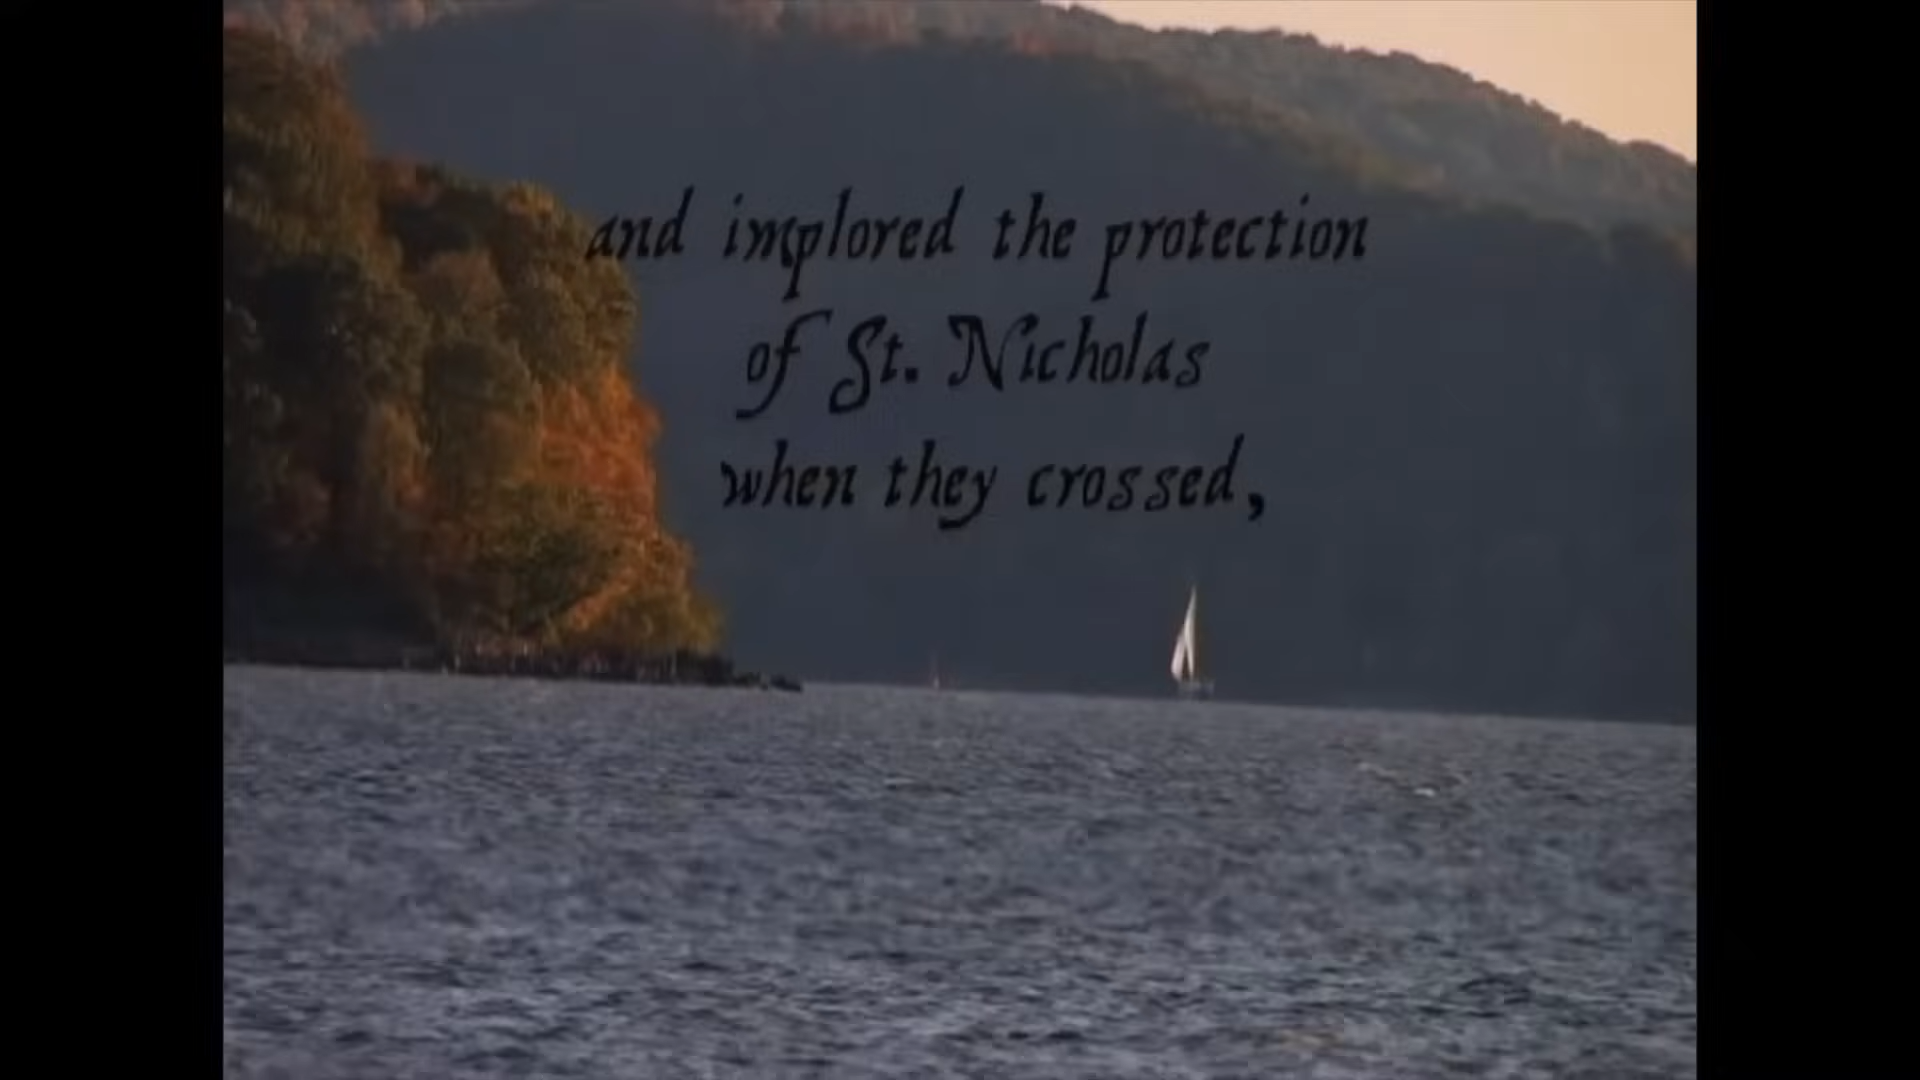 and implored the protection
of St. Nicholas
when they crossed,